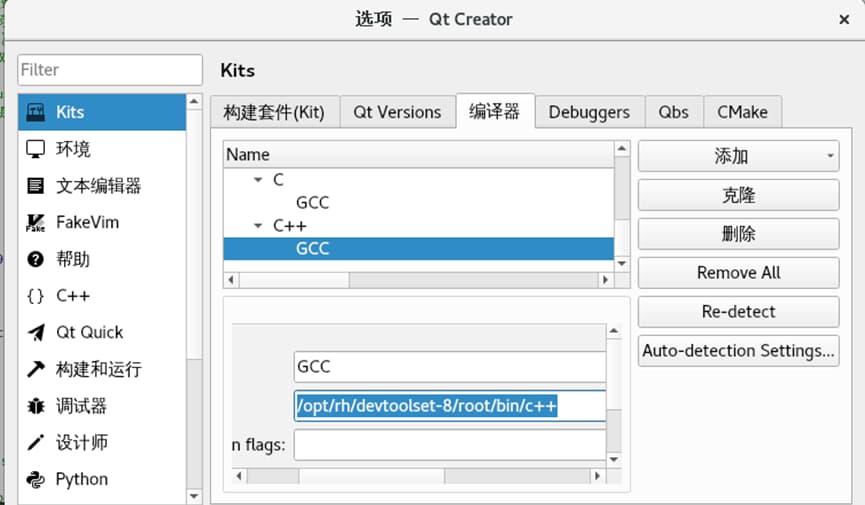 选项 — Qt Creator
Filter
Kits
环境
文本编辑器
FakeVim
帮助
C++
Qt Quick
构建和运行
调试器
设计师
Python
Kits
构建套件(Kit) Qt Versions 编译器 Debuggers Qbs CMake
Name
C
GCC
C++
GCC
添加
克隆
删除
Remove All
Re-detect
Auto-detection Settings...
GCC
/opt/rh/devtoolset-8/root/bin/c++
n flags: